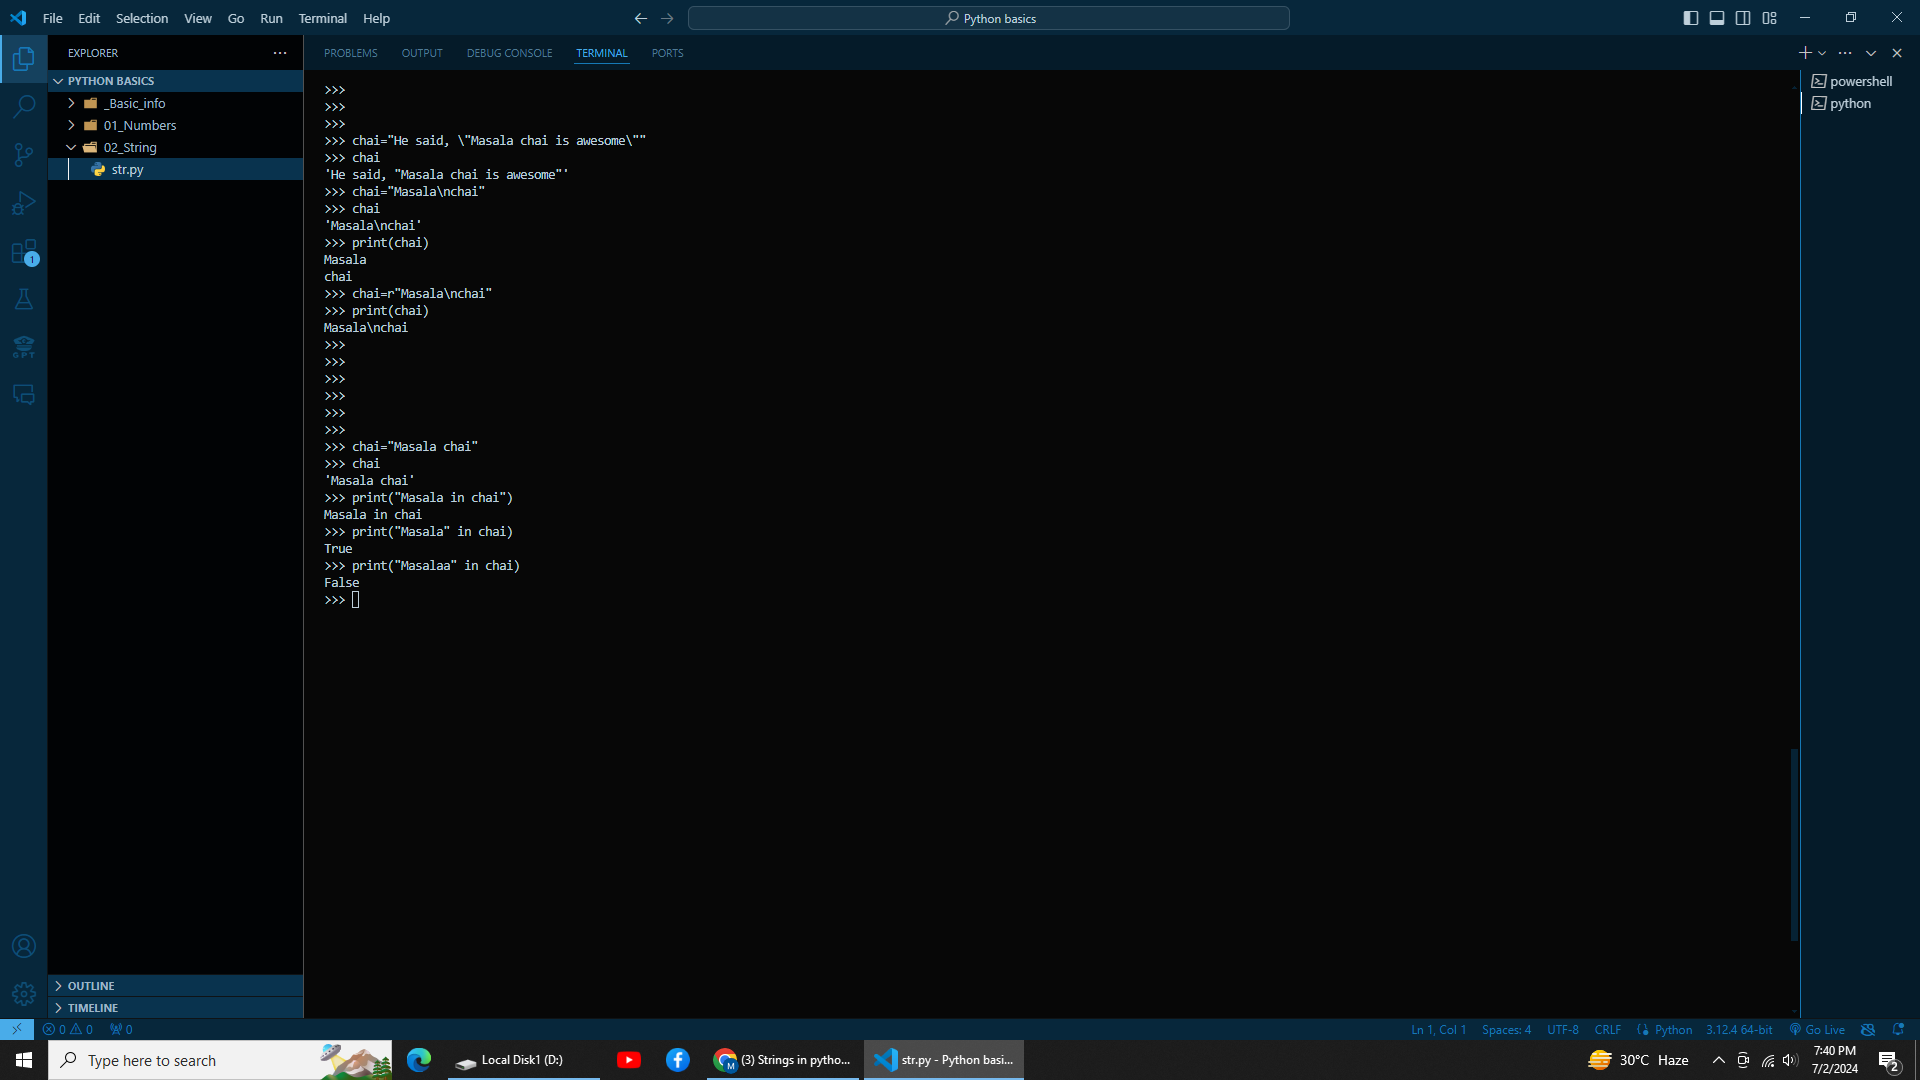 File Edit Selection View Go Run Terminal Help
Python basics
EXPLORER
PYTHON BASICS
_Basic_info
01_Numbers
02_String
str.py
OUTLINE
TIMELINE
1
GPT
PROBLEMS OUTPUT DEBUG CONSOLE TERMINAL PORTS
>>>
>>>
>>>
>>> chai="He said, \"Masala chai is awesome\""
>>> chai
'He said, "Masala chai is awesome"'
>>> chai="Masala\nchai"
>>> chai
'Masala\nchai'
>>> print(chai)
Masala
chai
>>> chai=r"Masala\nchai"
>>> print(chai)
Masala\nchai
>>>
>>>
>>>
>>>
>>>
>>>
>>> chai="Masala chai"
>>> chai
'Masala chai'
>>> print("Masala in chai")
Masala in chai
>>> print("Masala" in chai)
True
>>> print("Masalaa" in chai)
False
>>>
powershell
python
0 0 0
Ln 1, Col 1 Spaces: 4 UTF-8 CRLF Python 3.12.4 64-bit Go Live
Type here to search
Local Disk1 (D:)
M
(3) Strings in pytho...
str.py - Python basi...
30°C Haze
7:40 PM
7/2/2024
2